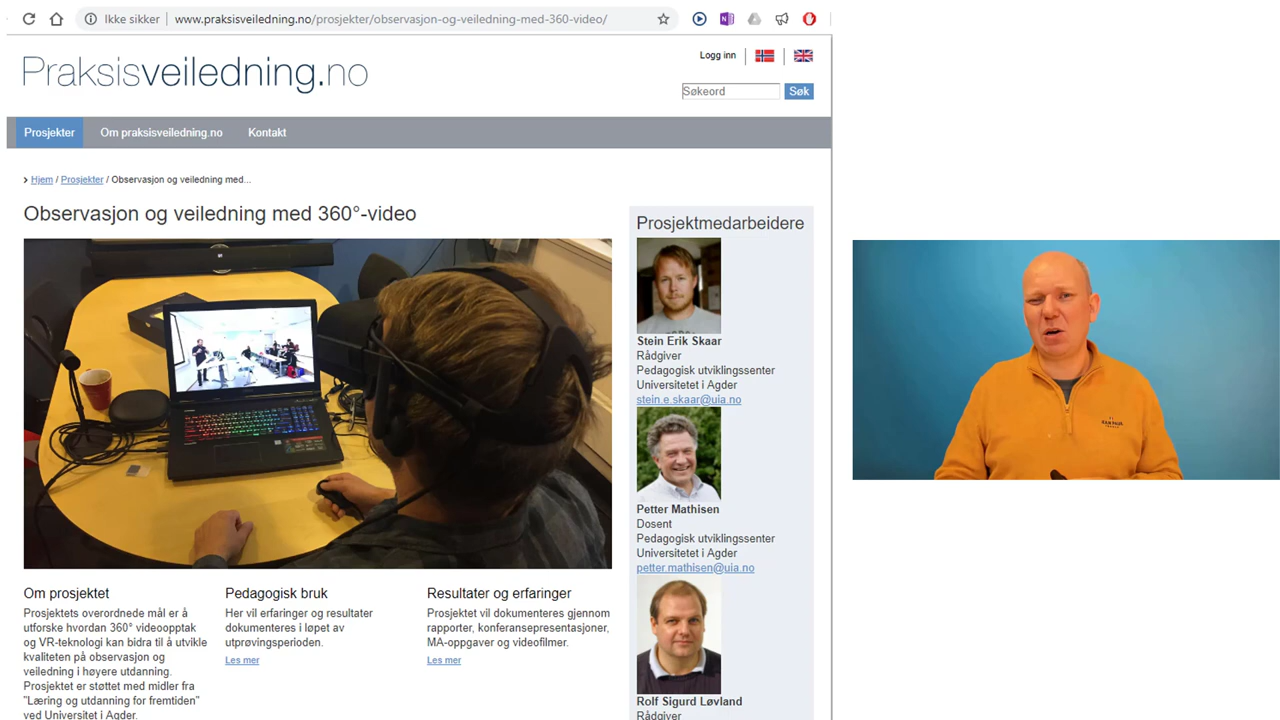 Ikke sikker
www.praksisveiledning.no/prosjekter/observasjon-og-veiledning-med-360-video/
Praksisveiledning.no
Logg inn
Søkeord
Søk
Prosjekter
Om praksisveiledning.no
Kontakt
Hjem / Prosjekter / Observasjon og veiledning med...
Observasjon og veiledning med 360°-video
Om prosjektet
Prosjektets overordnede mål er å
utforske hvordan 360° videoopptak
og VR-teknologi kan bidra til å utvikle
kvaliteten på observasjon og
veiledning i høyere utdanning.
Prosjektet er støttet med midler fra
"Læring og utdanning for fremtiden"
ved Universitet i Agder.
Pedagogisk bruk
Her vil erfaringer og resultater
dokumenteres i løpet av
utprøvingsperioden.
Les mer
Resultater og erfaringer
Prosjektet vil dokumenteres gjennom
rapporter, konferansepresentasjoner,
MA-oppgaver og videofilmer.
Les mer
Prosjektmedarbeidere
Stein Erik Skaar
Rådgiver
Pedagogisk utviklingssenter
Universitetet i Agder
stein.e.skaar@uia.no
Petter Mathisen
Dosent
Pedagogisk utviklingssenter
Universitetet i Agder
petter.mathisen@uia.no
Rolf Sigurd Løvland
Rådgiver